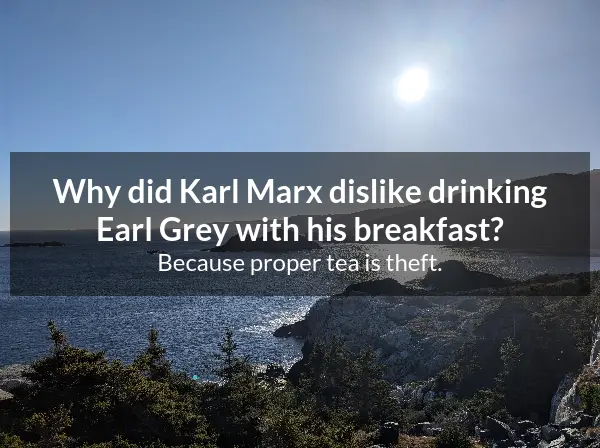 Why did Karl Marx dislike drinking
Earl Grey with his breakfast?
Because proper tea is theft.